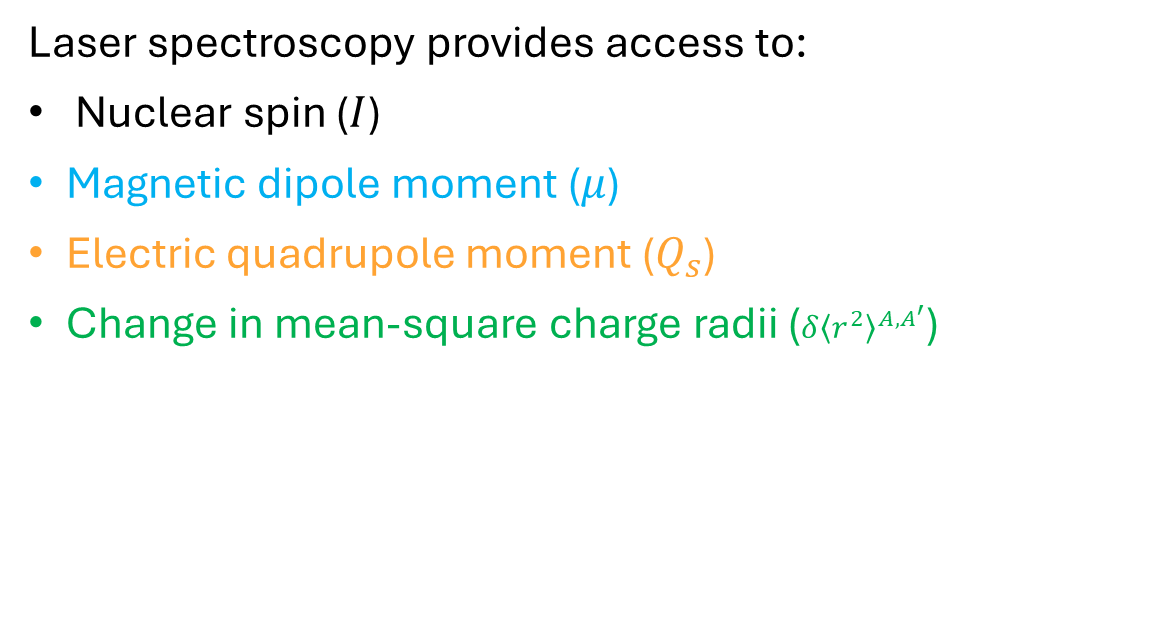 Laser spectroscopy provides access to:
• Nuclear spin (𝐼)
• Magnetic dipole moment (𝜇)
• Electric quadrupole moment (𝑄ₛ)
• Change in mean-square charge radii (𝛿⟨𝑟²⟩ᴬ,ᴬ′)